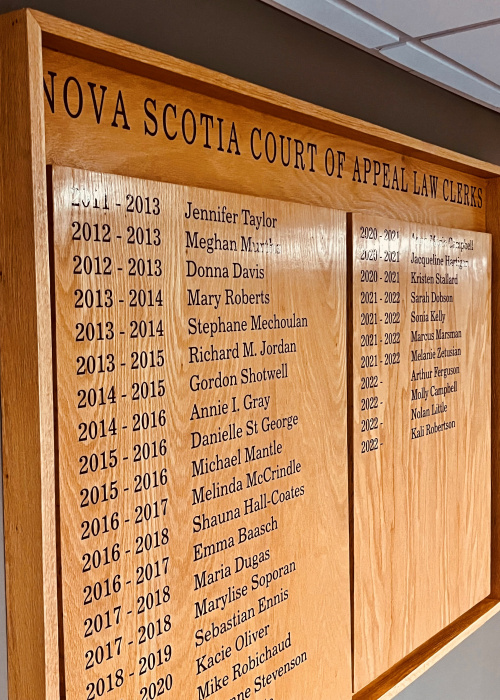 NOVA SCOTIA COURT OF APPEAL LAW CLERKS
2011 - 2013 Jennifer Taylor
2012 - 2013 Meghan
2012 - 2013 Donna Davis
2013 - 2014 Mary Roberts
2013 - 2014 Stephane Mechoulan
2013 - 2015 Richard M. Jordan
2014 - 2015 Gordon Shotwell
2014 - 2016 Annie I. Gray
2015 - 2016 Danielle St George
2015 - 2016 Michael Mantle
2016 - 2017 Melinda McCrindle
2016 - 2018 Shauna Hall-Coates
2016 - 2017 Emma Baasch
2017 - 2018 Maria Dugas
2017 - 2018 Marylise Soporan
2018 - 2019 Sebastian Ennis
2020 Kacie Oliver
Mike Robichaud
Stevenson
2020 - 2021 Campbell
2020 - 2021 Jacqueline
2020 - 2021 Kristen Stallard
2021 - 2022 Sarah Dobson
2021 - 2022 Sonia Kelly
2021 - 2022 Marcus Marsman
2021 - 2022 Melanie Zetusian
2022 - Arthur Ferguson
2022 - Molly Campbell
2022 - Nolan Little
2022 - Kali Robertson